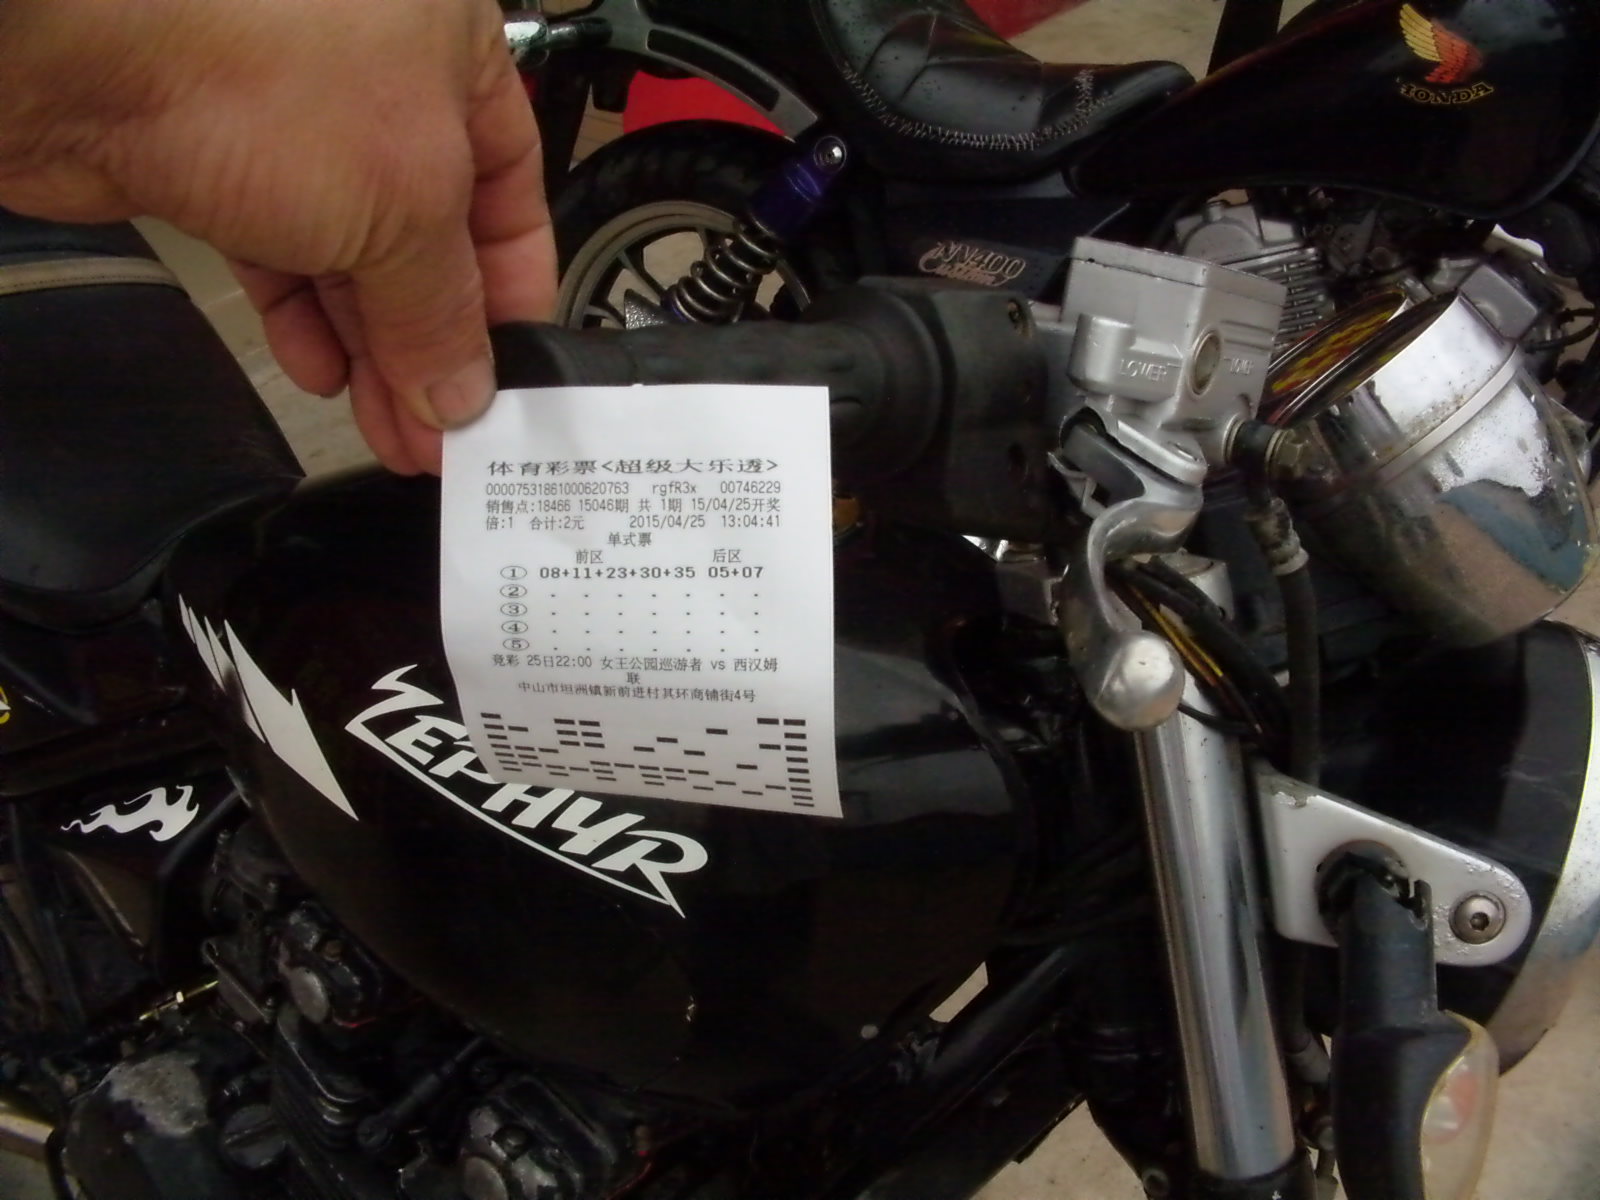 HONDA
Custom
LOWER
体育彩票<超级大乐透>
00007531861000620763 rgfR3x 00746229
销售点:18466 15046期 共 1期 15/04/25开奖
倍:1 合计:2元 2015/04/25 13:04:41
单式票
前区 后区
① 08+11+23+30+35 05+07
② . . . . . . .
③ . . . . . . .
④ . . . . . . .
⑤ . . . . . . .
竞彩 25日22:00 女王公园巡游者 vs 西汉姆
联
中山市坦洲镇新前进村其环商铺街4号
ZEPHYR